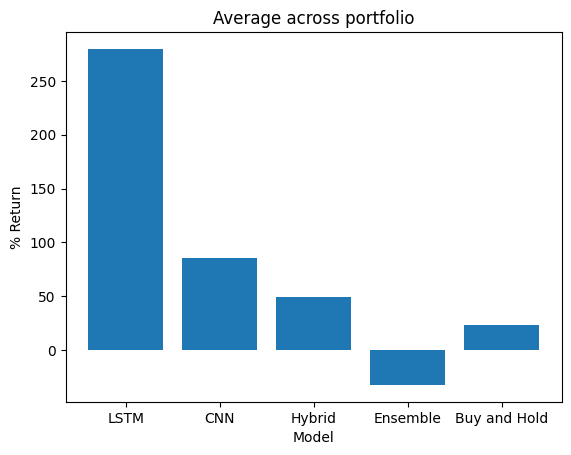 Average across portfolio
% Return
250
200
150
100
50
0
LSTM CNN Hybrid Ensemble Buy and Hold
Model